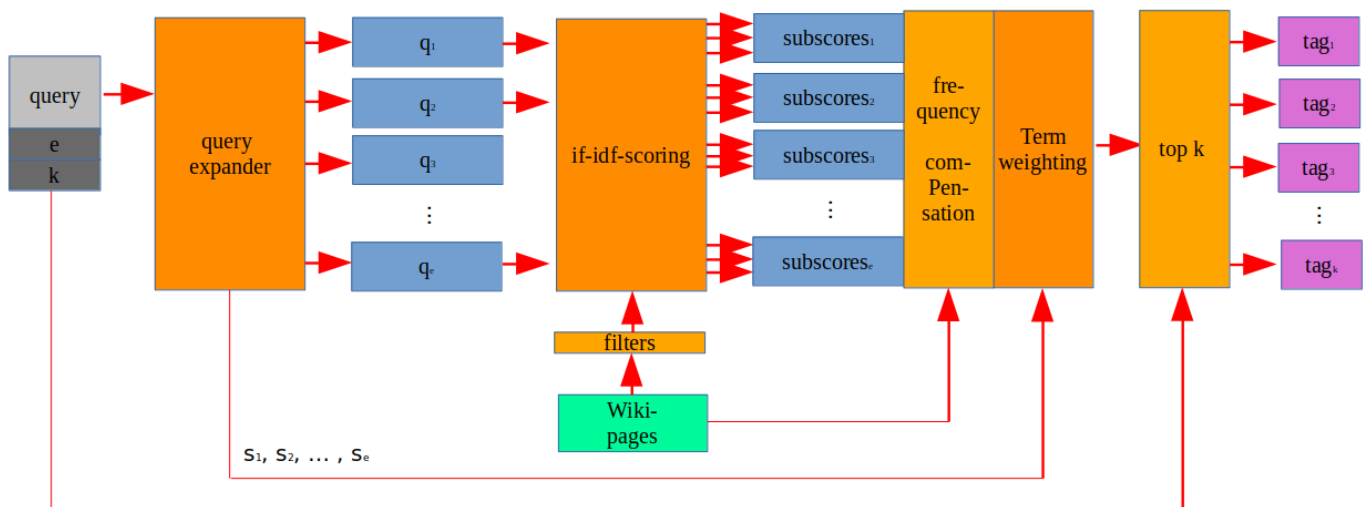 query
e
k
query
expander
q₁
q₂
q₃
⋮
qₑ
if-idf-scoring
filters
Wiki-
pages
subscores₁
subscores₂
subscores₃
⋮
subscoresₑ
fre-
quency
com-
Pen-
sation
Term
weighting
top k
tag₁
tag₂
tag₃
⋮
tagₖ
s₁, s₂, ... , sₑ